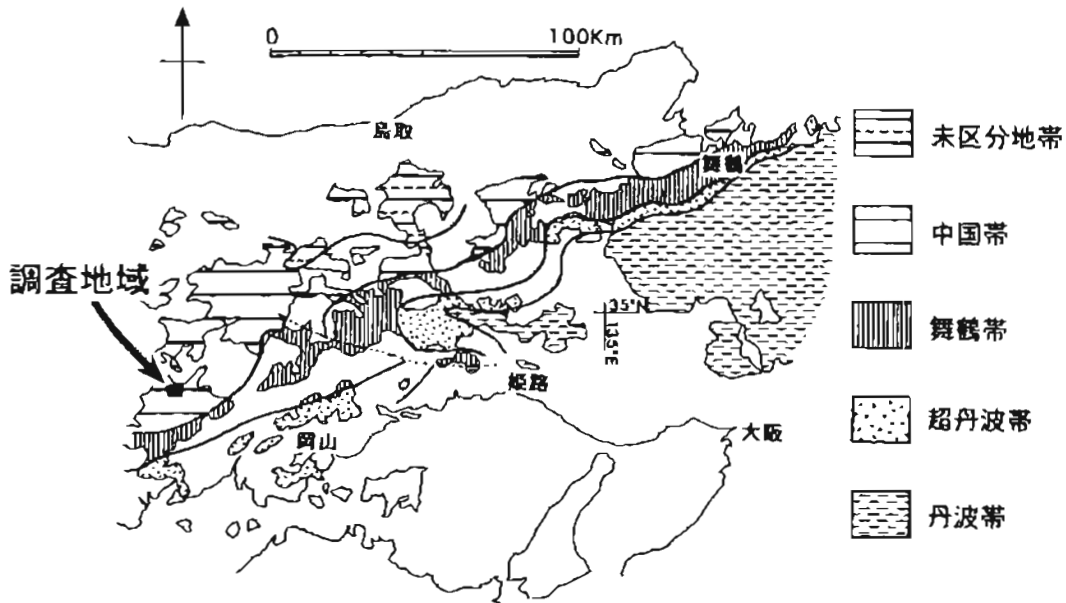 0 100Km
鳥取
舞鶴
未区分地帯
中国帯
調査地域
35°N
135°E
舞鶴帯
姫路
岡山
大阪
超丹波帯
丹波帯